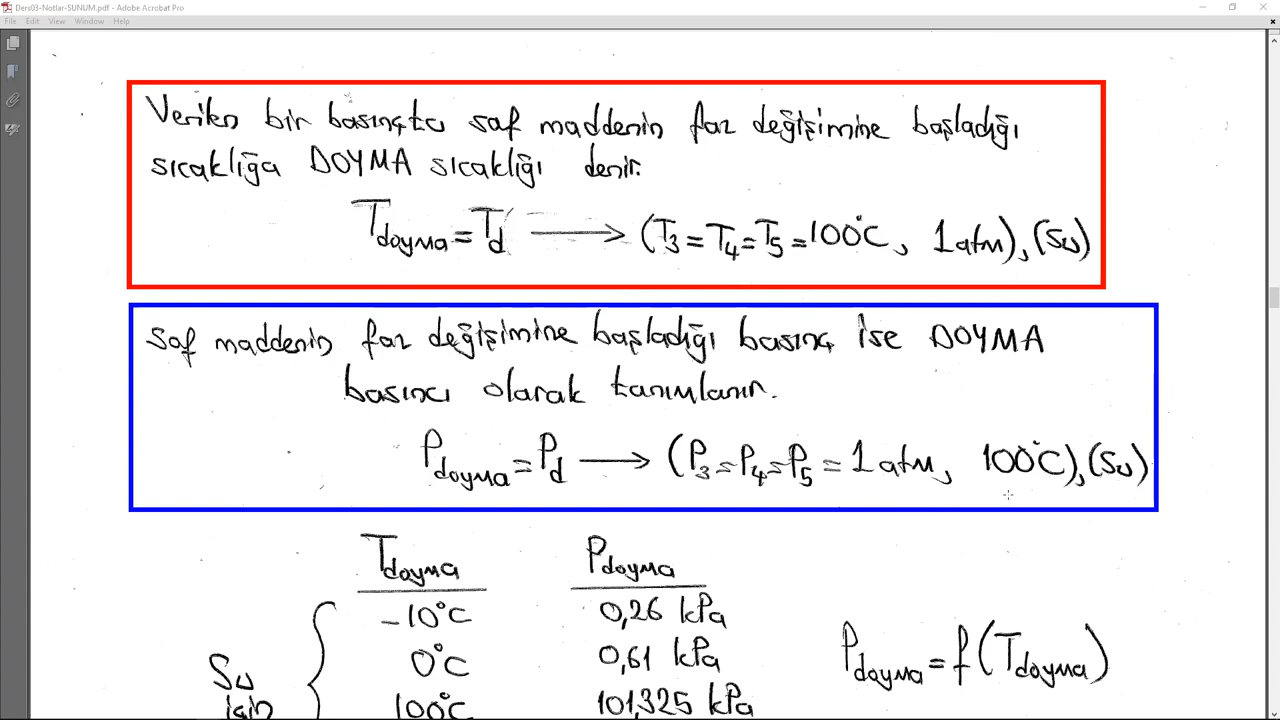 Ders03-Notlar-SUNUM.pdf - Adobe Acrobat Pro
File Edit View Window Help
Verilen bir basınçta saf maddenin faz değişimine başladığı
sıcaklığa DOYMA sıcaklığı denir.
Tdoyma = Td → (T3 = T4 = T5 = 100°C, 1 atm), (Su)
Saf maddenin faz değişimine başladığı basınç ise DOYMA
basıncı olarak tanımlanır.
Pdoyma = Pd → (P3 = P4 = P5 = 1 atm, 100°C), (Su)
Tdoyma Pdoyma
-10°C 0,26 kPa
0°C 0,61 kPa
Pdoyma = f(Tdoyma)
Su
için
100°C 101,325 kPa